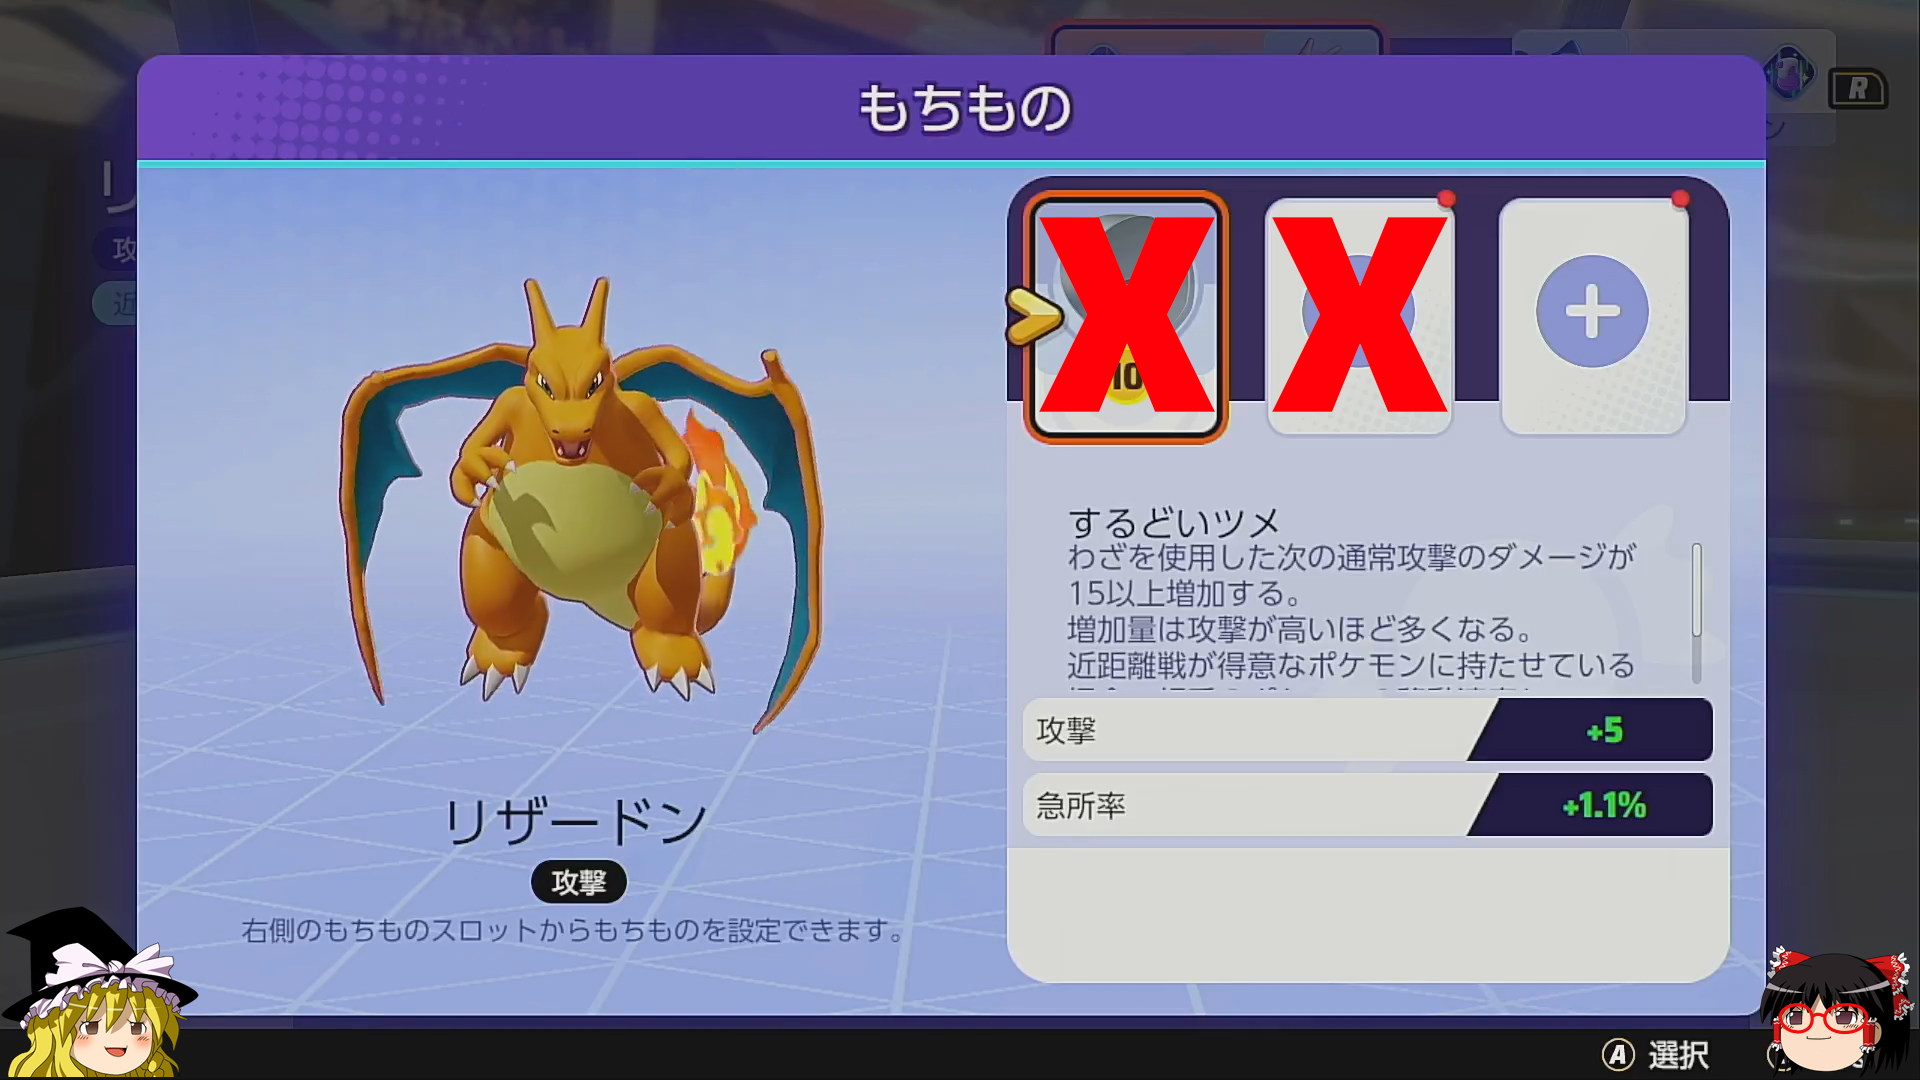 もちもの
R
リ
攻
近
X X
10
するどいツメ
わざを使用した次の通常攻撃のダメージが
15以上増加する。
増加量は攻撃が高いほど多くなる。
近距離戦が得意なポケモンに持たせている
攻撃 +5
急所率 +1.1%
リザードン
攻撃
右側のもちものスロットからもちものを設定できます。
A 選択